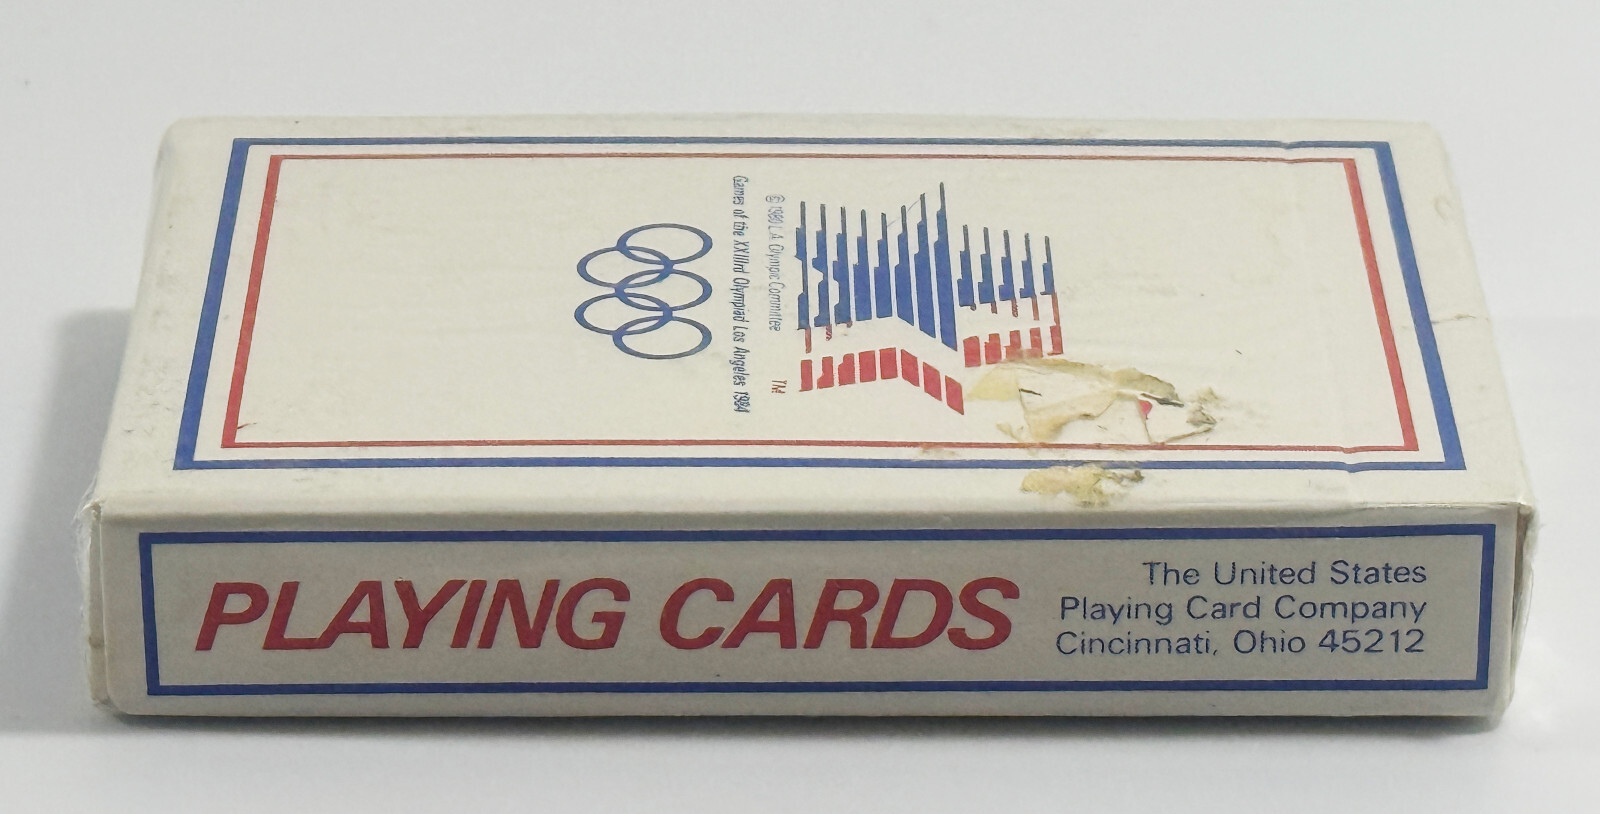 © 1980 L.A. Olympic Committee
TM
Games of the XXIIIrd Olympiad Los Angeles 1984
PLAYING CARDS
The United States
Playing Card Company
Cincinnati, Ohio 45212